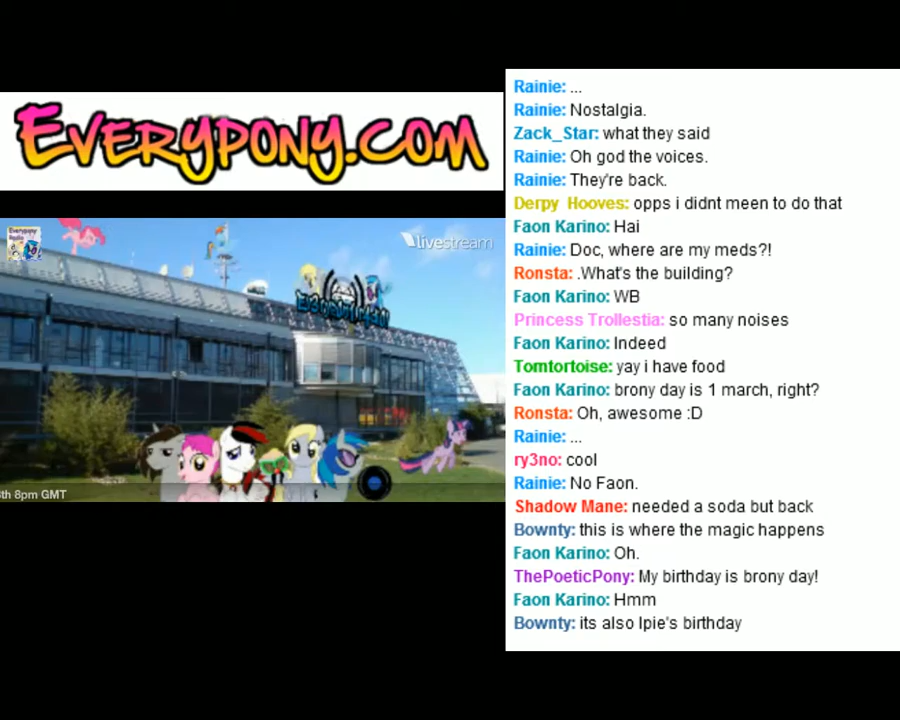 EVERYPONY.COM
Everypony
Radio
livestream
th 8pm GMT
Rainie: ...
Rainie: Nostalgia.
Zack_Star: what they said
Rainie: Oh god the voices.
Rainie: They're back.
Derpy_Hooves: opps i didnt meen to do that
Faon Karino: Hai
Rainie: Doc, where are my meds?!
Ronsta: .What's the building?
Faon Karino: WB
Princess Trollestia: so many noises
Faon Karino: Indeed
Tomtortoise: yay i have food
Faon Karino: brony day is 1 march, right?
Ronsta: Oh, awesome :D
Rainie: ...
ry3no: cool
Rainie: No Faon.
Shadow Mane: needed a soda but back
Bownty: this is where the magic happens
Faon Karino: Oh.
ThePoeticPony: My birthday is brony day!
Faon Karino: Hmm
Bownty: its also Ipie's birthday